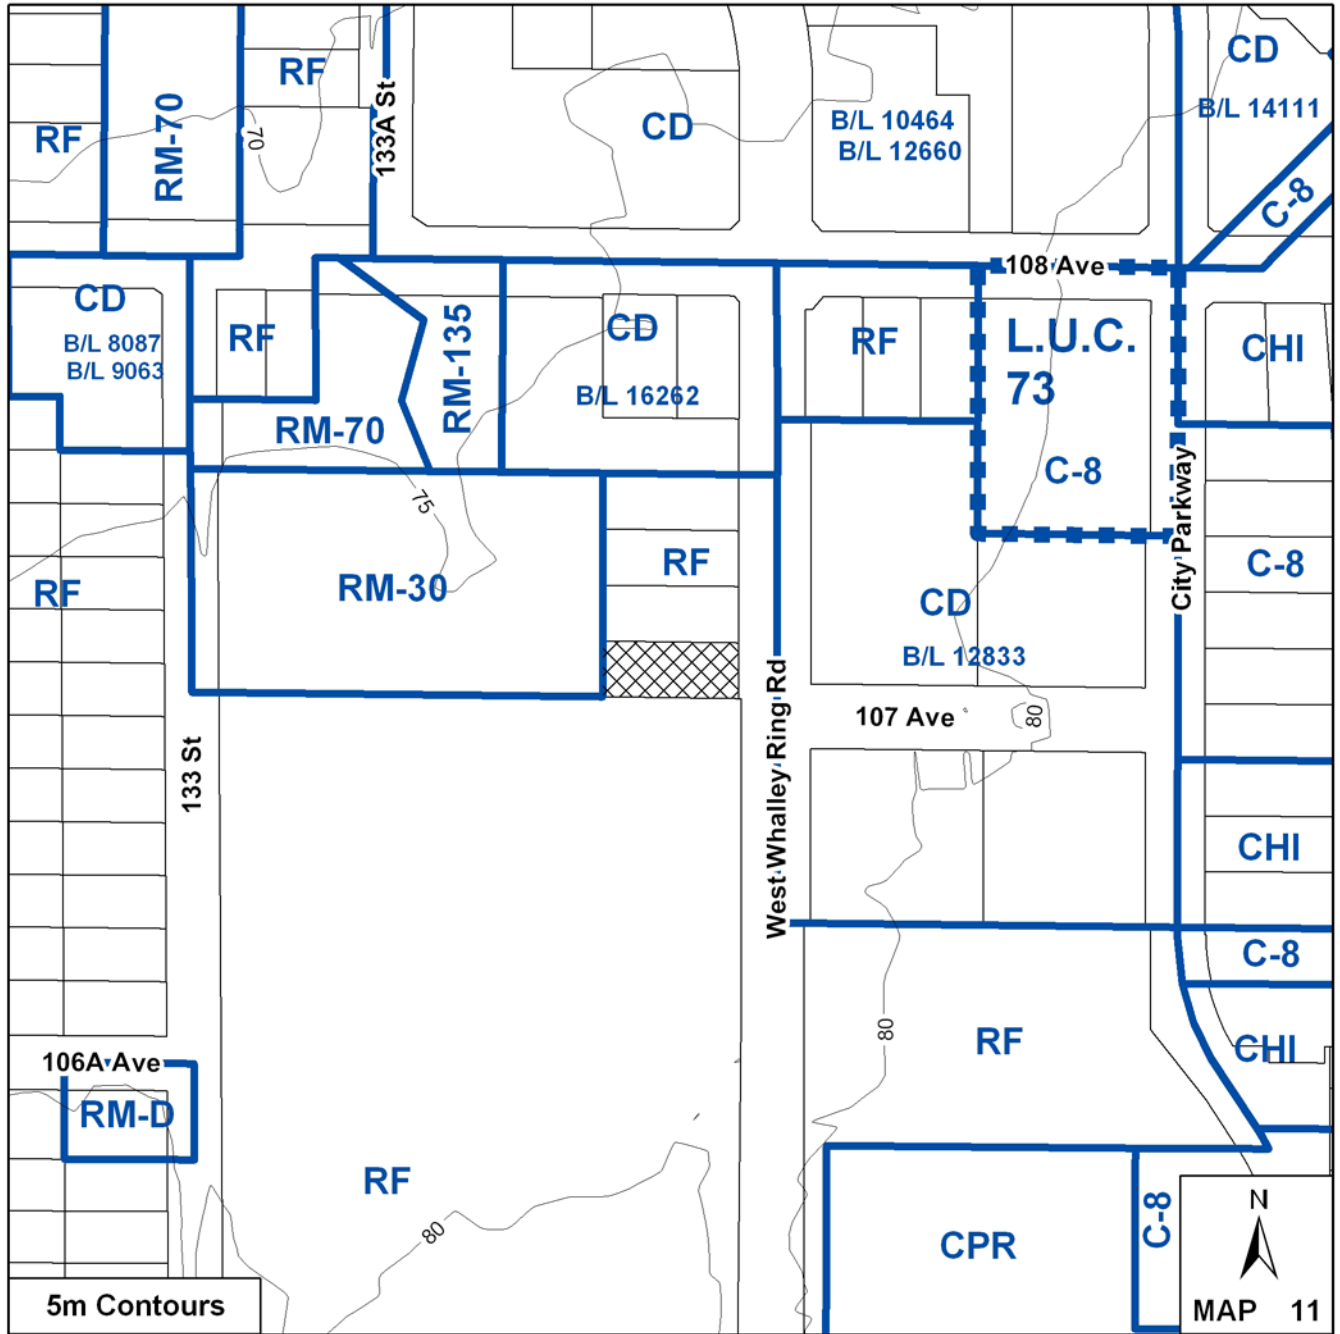 CD
RF
133A St
RM-70
B/L 14111
CD
B/L 10464
B/L 12660
RF
70
C-8
108 Ave
CD
B/L 8087
B/L 9063
RF
RM-135
CD
B/L 16262
RF
L.U.C.
73
CHI
RM-70
C-8
75
City Parkway
RM-30
RF
C-8
RF
CD
B/L 12833
West Whalley Ring Rd
107 Ave
80
133 St
CHI
C-8
80
RF
CHI
106A Ave
RM-D
RF
80
CPR
C-8
N
5m Contours
MAP 11